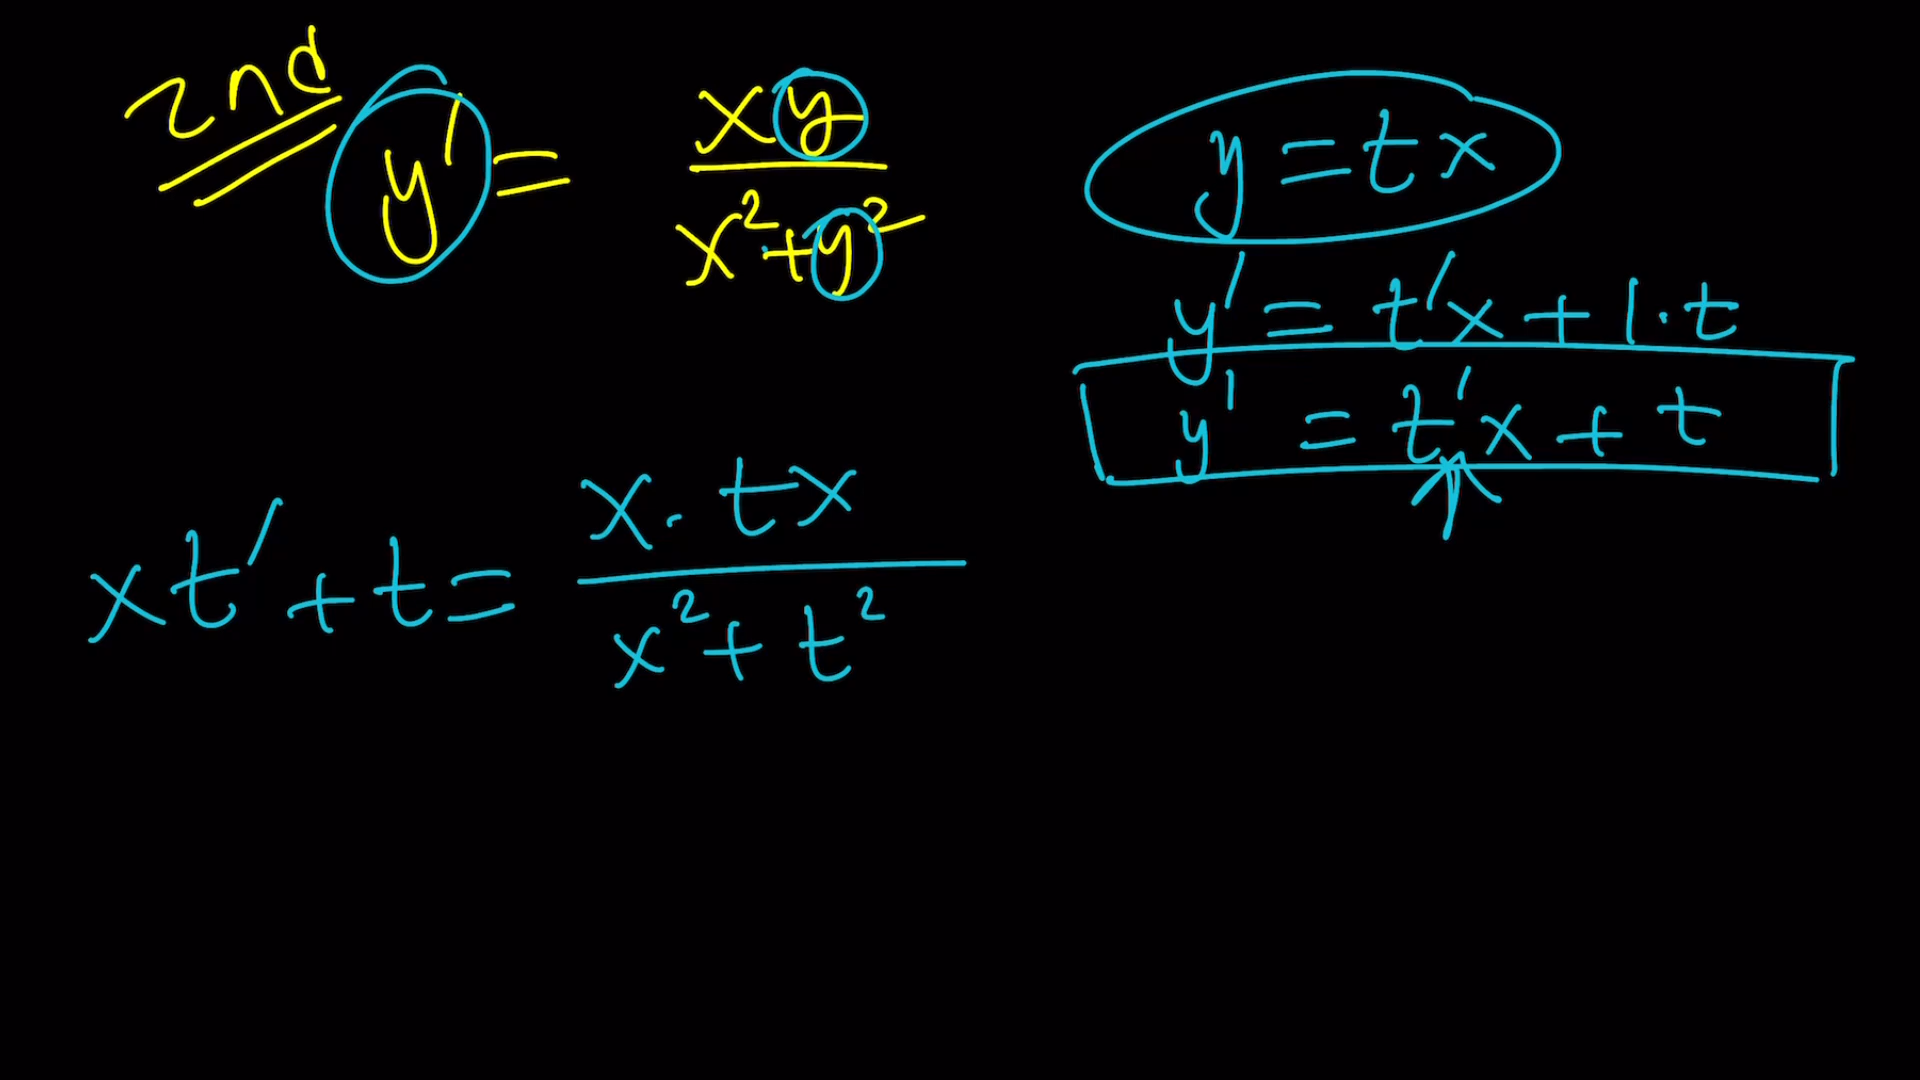 2nd
y' = xy / x²+y²
y = tx
y' = t'x + 1·t
y' = t'x + t
xt' + t = x·tx / x²+t²